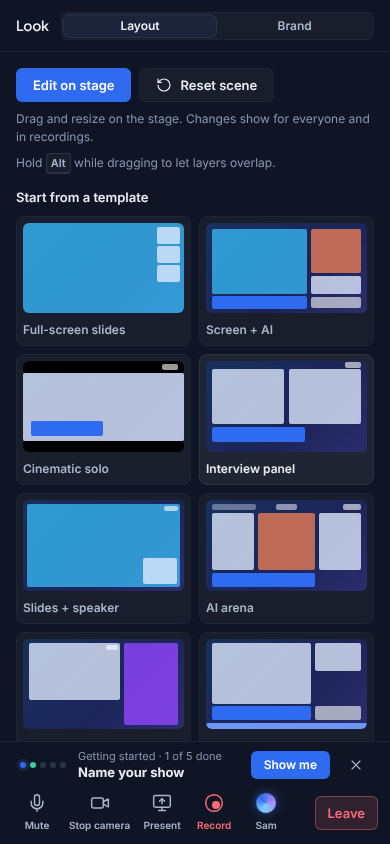 Look
Layout
Brand
Edit on stage
Reset scene
Drag and resize on the stage. Changes show for everyone and
in recordings.
Hold Alt while dragging to let layers overlap.
Start from a template
Full-screen slides
Screen + AI
Cinematic solo
Interview panel
Slides + speaker
AI arena
Getting started · 1 of 5 done
Name your show
Show me
Mute
Stop camera
Present
Record
Sam
Leave